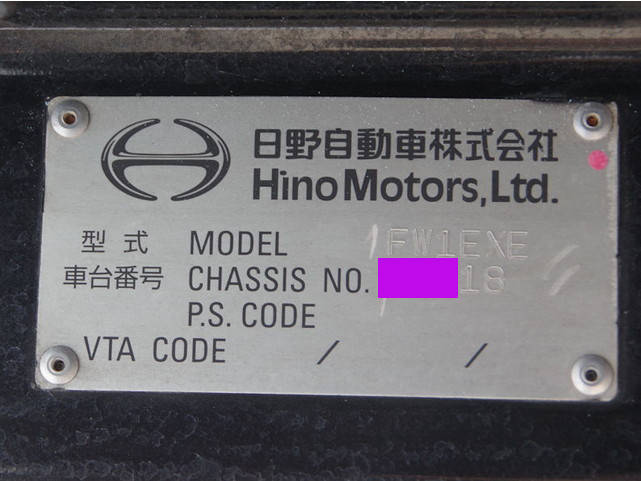 日野自動車株式会社
Hino Motors, Ltd.
型式 MODEL FW1EXE
車台番号 CHASSIS NO. 18
P.S. CODE
VTA CODE / /